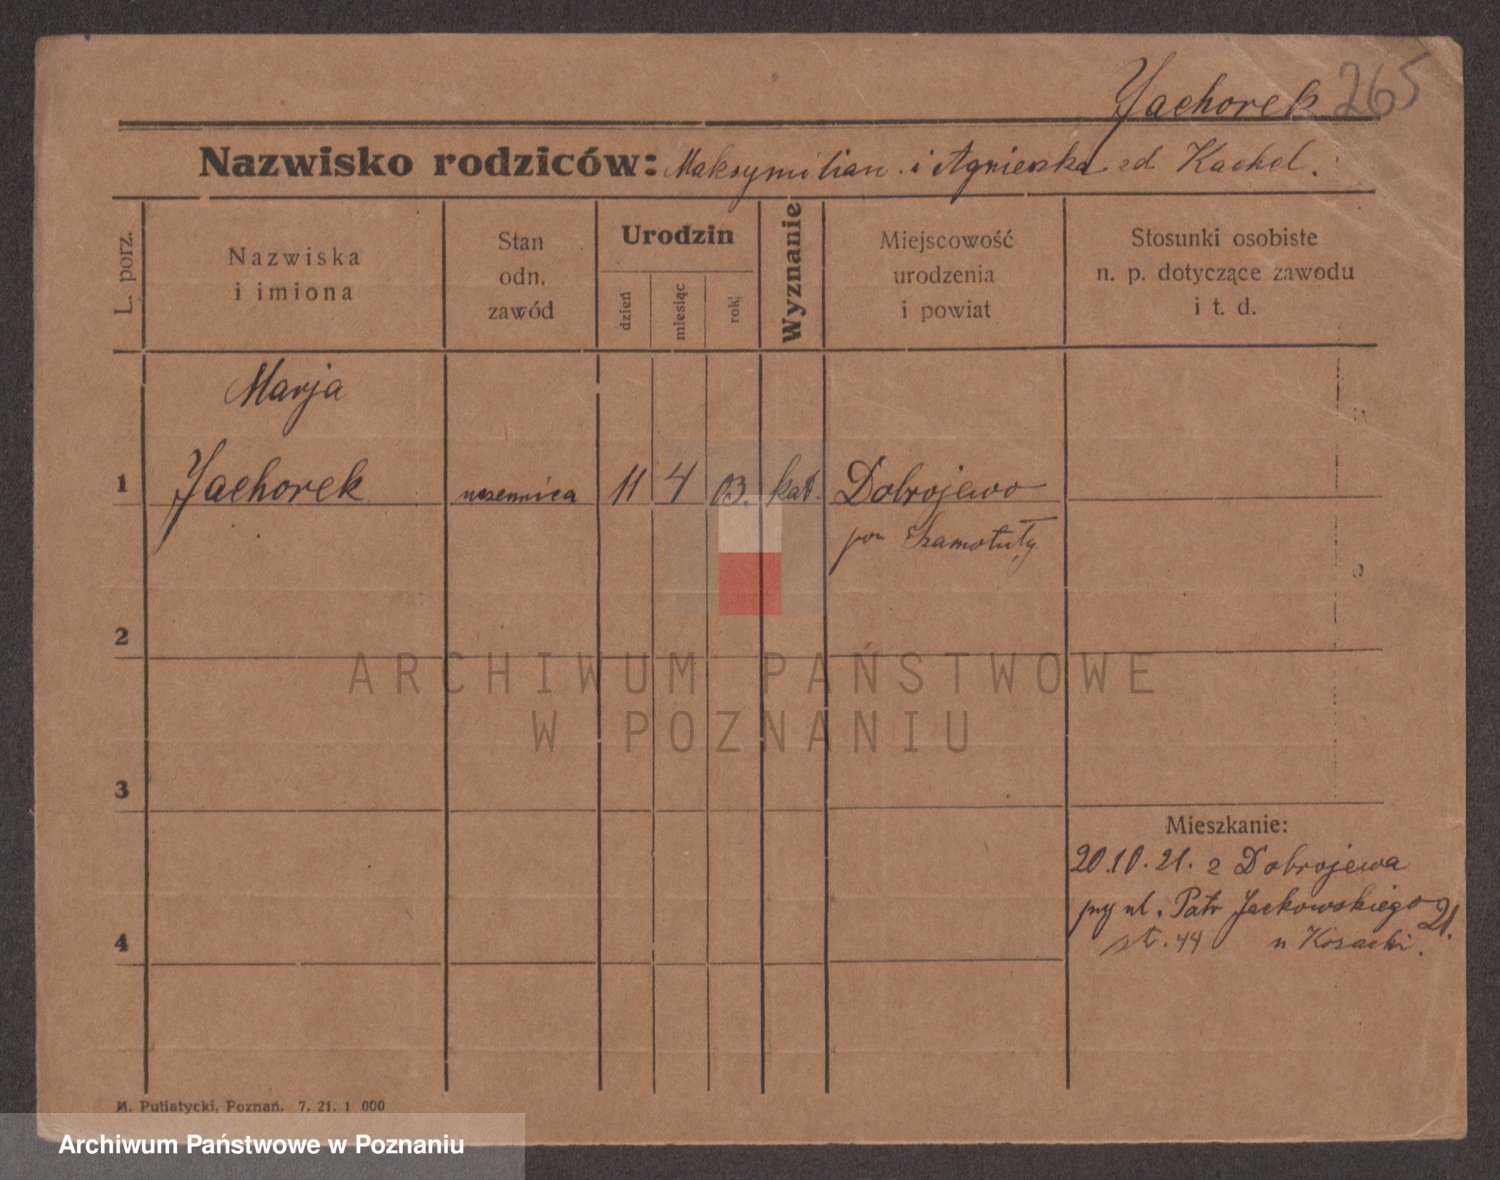 Jachorek 265
Nazwisko rodziców: Maksymilian i Agnieszka zd Kachel.
L. porz.
Nazwiska
i imiona
Stan
odn.
zawód
Urodzin
dzień
miesiąc
rok
Wyznanie
Miejscowość
urodzenia
i powiat
Stosunki osobiste
n. p. dotyczące zawodu
i t. d.
Marja
1 Jachorek uczennica 11 4 03. kat. Dobrojewo
pow Szamotuły
2
3
4
Mieszkanie:
20.10.21. z Dobrojewa
przy ul. Patr Jackowskiego 21.
st. 44 u Kosacki.
M. Putiatycki, Poznań. 7. 21. 1 000
ARCHIWUM PAŃSTWOWE
W POZNANIU
Archiwum Państwowe w Poznaniu